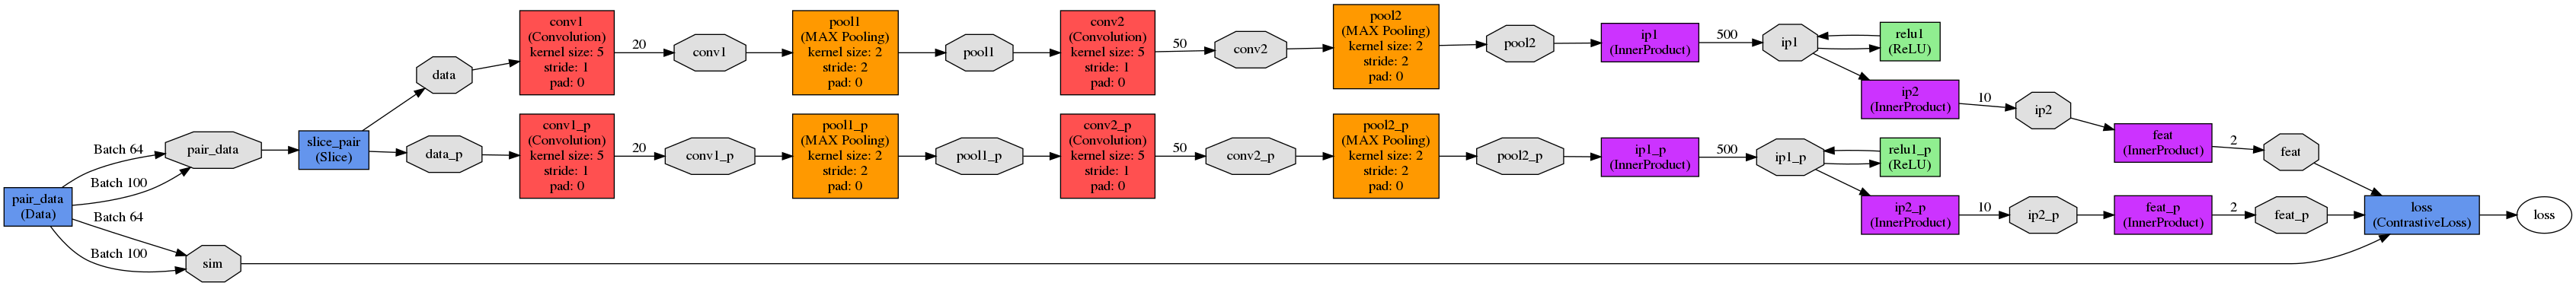 pair_data
(Data)
Batch 64
Batch 100
Batch 64
Batch 100
pair_data
sim
slice_pair
(Slice)
data
data_p
conv1
(Convolution)
kernel size: 5
stride: 1
pad: 0
20
conv1
pool1
(MAX Pooling)
kernel size: 2
stride: 2
pad: 0
pool1
conv2
(Convolution)
kernel size: 5
stride: 1
pad: 0
50
conv2
pool2
(MAX Pooling)
kernel size: 2
stride: 2
pad: 0
pool2
ip1
(InnerProduct)
500
ip1
relu1
(ReLU)
ip2
(InnerProduct)
10
ip2
feat
(InnerProduct)
2
feat
conv1_p
(Convolution)
kernel size: 5
stride: 1
pad: 0
20
conv1_p
pool1_p
(MAX Pooling)
kernel size: 2
stride: 2
pad: 0
pool1_p
conv2_p
(Convolution)
kernel size: 5
stride: 1
pad: 0
50
conv2_p
pool2_p
(MAX Pooling)
kernel size: 2
stride: 2
pad: 0
pool2_p
ip1_p
(InnerProduct)
500
ip1_p
relu1_p
(ReLU)
ip2_p
(InnerProduct)
10
ip2_p
feat_p
(InnerProduct)
2
feat_p
loss
(ContrastiveLoss)
loss